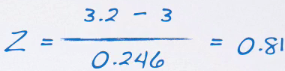 Z = (3.2 - 3) / 0.246 = 0.81